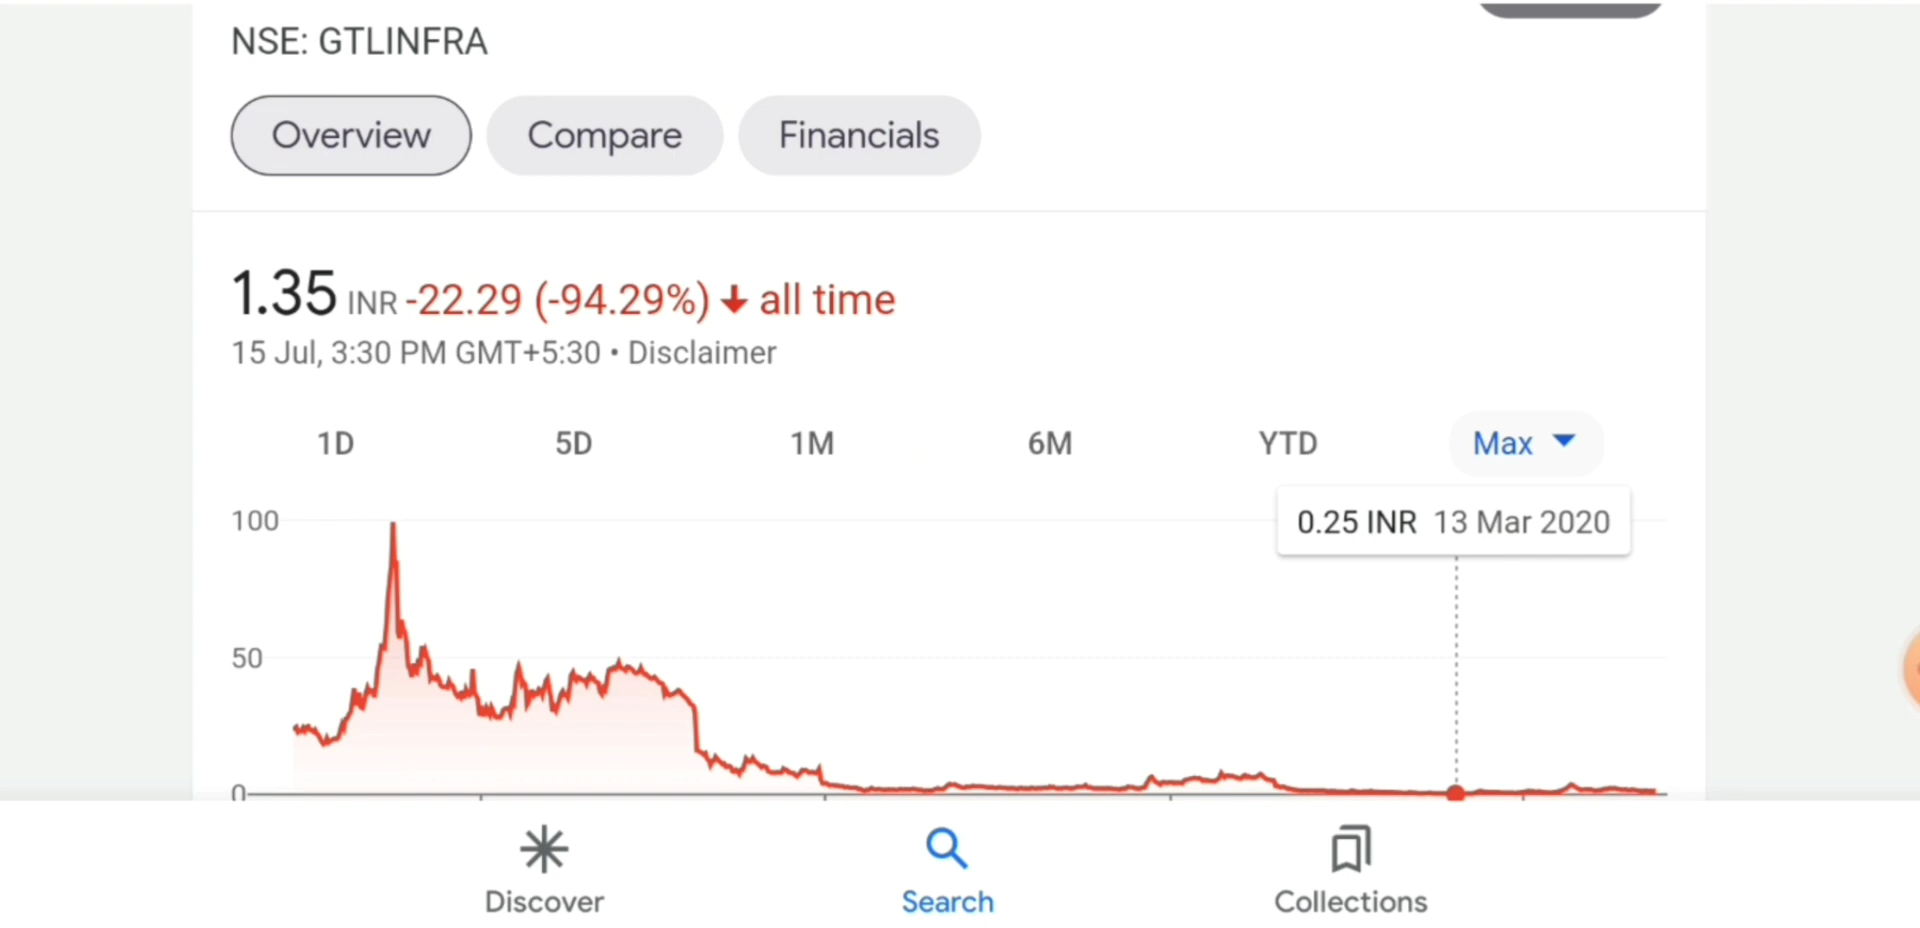 NSE: GTLINFRA
Overview Compare Financials
1.35 INR -22.29 (-94.29%) ↓ all time
15 Jul, 3:30 PM GMT+5:30 • Disclaimer
1D 5D 1M 6M YTD Max
0.25 INR 13 Mar 2020
100
50
0
Discover Search Collections